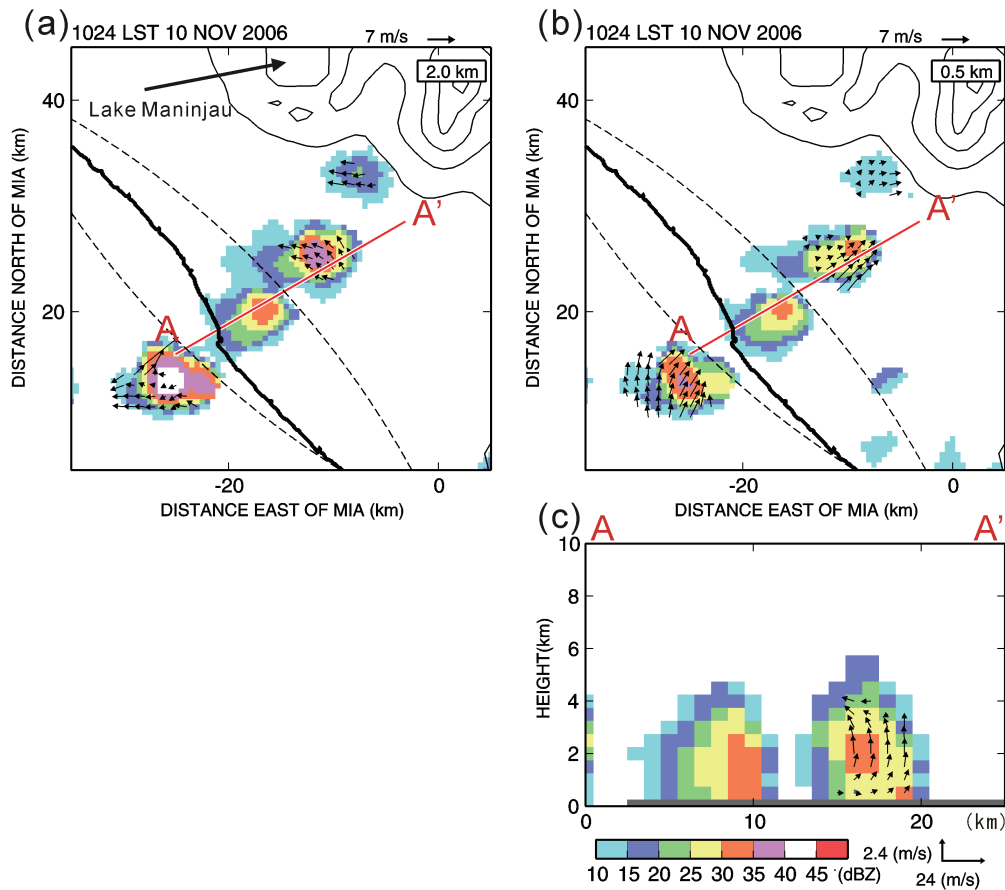 (a)
1024 LST 10 NOV 2006
7 m/s
2.0 km
Lake Maninjau
A'
A
40
20
-20
0
DISTANCE NORTH OF MIA (km)
DISTANCE EAST OF MIA (km)
(b)
1024 LST 10 NOV 2006
7 m/s
0.5 km
A'
A
40
20
-20
0
DISTANCE NORTH OF MIA (km)
DISTANCE EAST OF MIA (km)
(c)
A
A'
10
8
6
4
2
0
HEIGHT(km)
0
10
20
(km)
10 15 20 25 30 35 40 45 (dBZ)
2.4 (m/s)
24 (m/s)